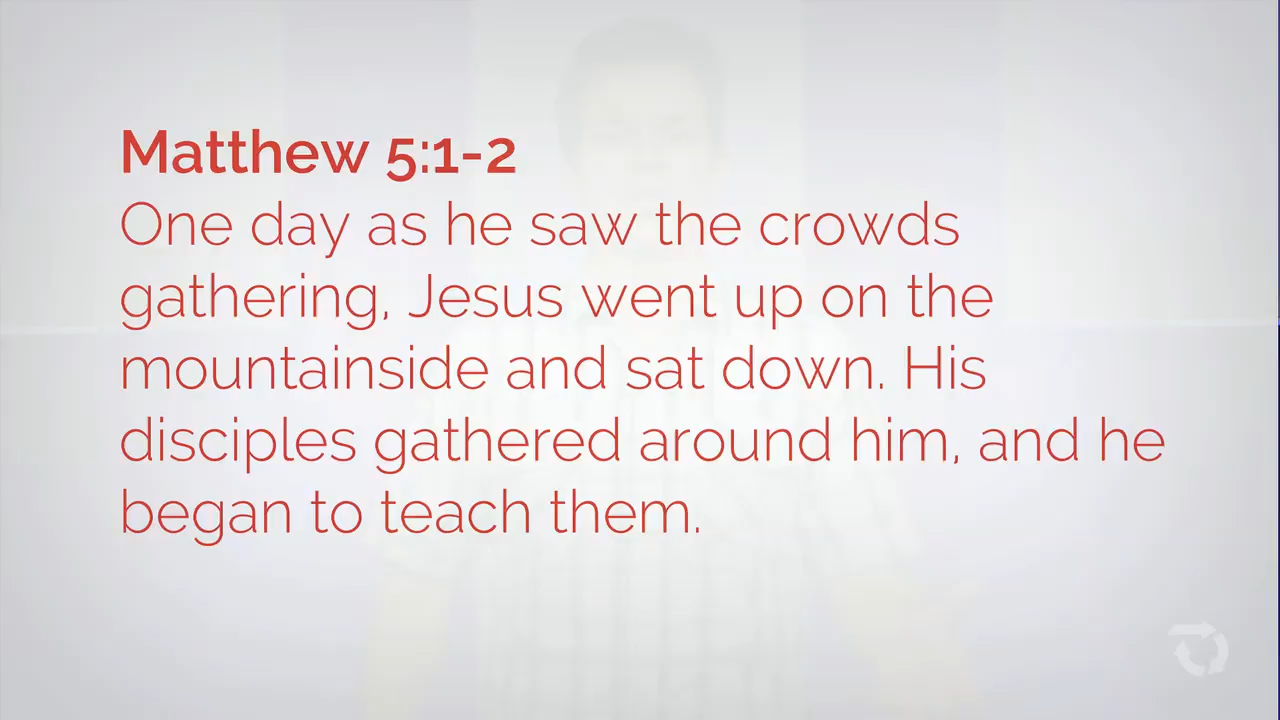 Matthew 5:1-2
One day as he saw the crowds
gathering, Jesus went up on the
mountainside and sat down. His
disciples gathered around him, and he
began to teach them.